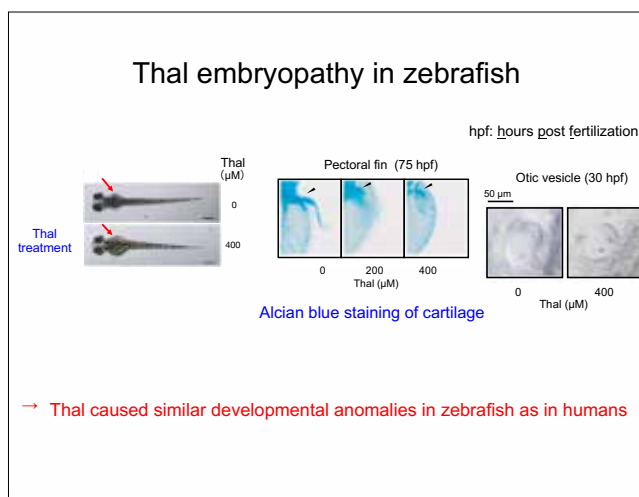 Thal embryopathy in zebrafish
hpf: hours post fertilization
Thal
(µM)
0
400
Thal
treatment
Pectoral fin (75 hpf)
0
200
400
Thal (µM)
Alcian blue staining of cartilage
Otic vesicle (30 hpf)
50 µm
0
400
Thal (µM)
→ Thal caused similar developmental anomalies in zebrafish as in humans